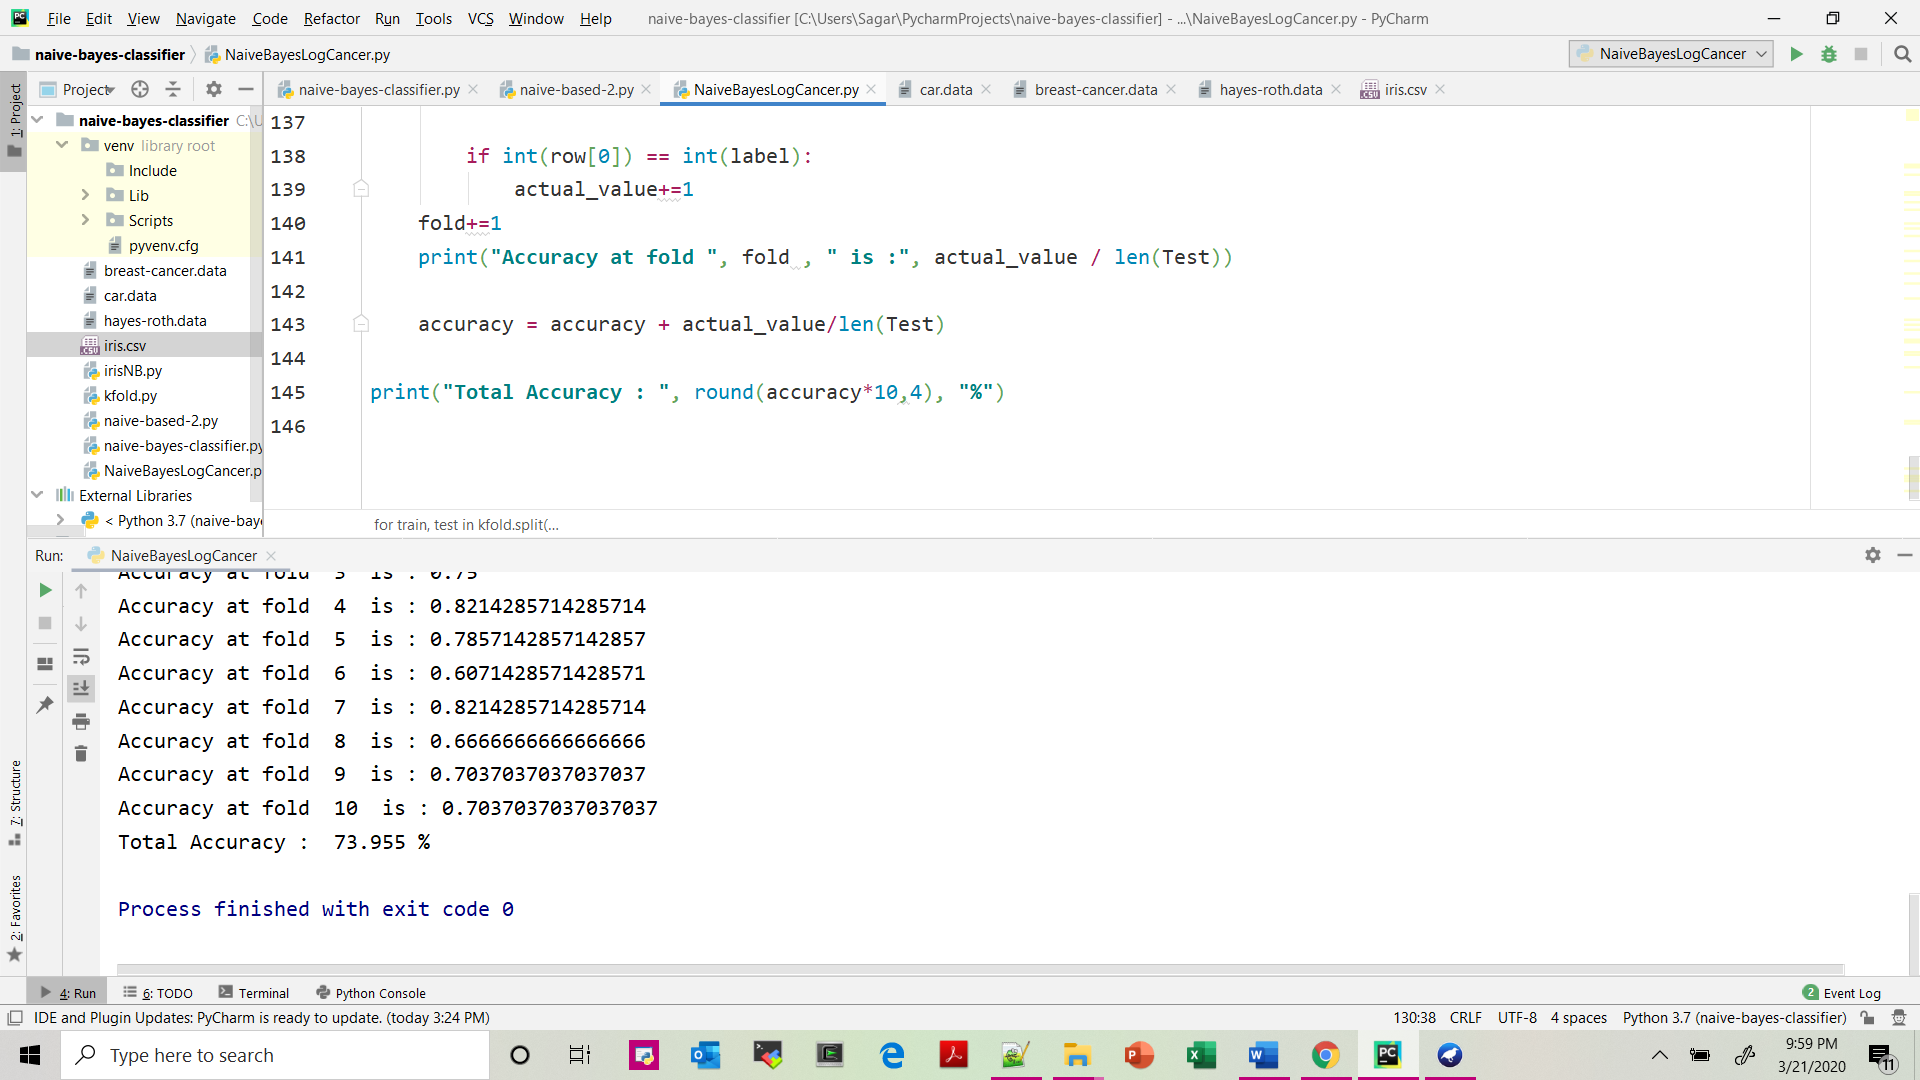 File Edit View Navigate Code Refactor Run Tools VCS Window Help naive-bayes-classifier [C:\Users\Sagar\PycharmProjects\naive-bayes-classifier] - ...\NaiveBayesLogCancer.py - PyCharm
naive-bayes-classifier NaiveBayesLogCancer.py NaiveBayesLogCancer
1: Project
Project
naive-bayes-classifier.py naive-based-2.py NaiveBayesLogCancer.py car.data breast-cancer.data hayes-roth.data iris.csv
naive-bayes-classifier C:\U
venv library root
Include
Lib
Scripts
pyvenv.cfg
breast-cancer.data
car.data
hayes-roth.data
iris.csv
irisNB.py
kfold.py
naive-based-2.py
naive-bayes-classifier.py
NaiveBayesLogCancer.p
External Libraries
< Python 3.7 (naive-baye
137
138 if int(row[0]) == int(label):
139 actual_value+=1
140 fold+=1
141 print("Accuracy at fold ", fold , " is :", actual_value / len(Test))
142
143 accuracy = accuracy + actual_value/len(Test)
144
145 print("Total Accuracy : ", round(accuracy*10,4), "%")
146
for train, test in kfold.split(...
Run: NaiveBayesLogCancer
Accuracy at fold 3 is : 0.75
Accuracy at fold 4 is : 0.8214285714285714
Accuracy at fold 5 is : 0.7857142857142857
Accuracy at fold 6 is : 0.6071428571428571
Accuracy at fold 7 is : 0.8214285714285714
Accuracy at fold 8 is : 0.6666666666666666
Accuracy at fold 9 is : 0.7037037037037037
Accuracy at fold 10 is : 0.7037037037037037
Total Accuracy : 73.955 %
Process finished with exit code 0
7: Structure
2: Favorites
4: Run 6: TODO Terminal Python Console 2 Event Log
IDE and Plugin Updates: PyCharm is ready to update. (today 3:24 PM) 130:38 CRLF UTF-8 4 spaces Python 3.7 (naive-bayes-classifier)
Type here to search
9:59 PM
3/21/2020
11